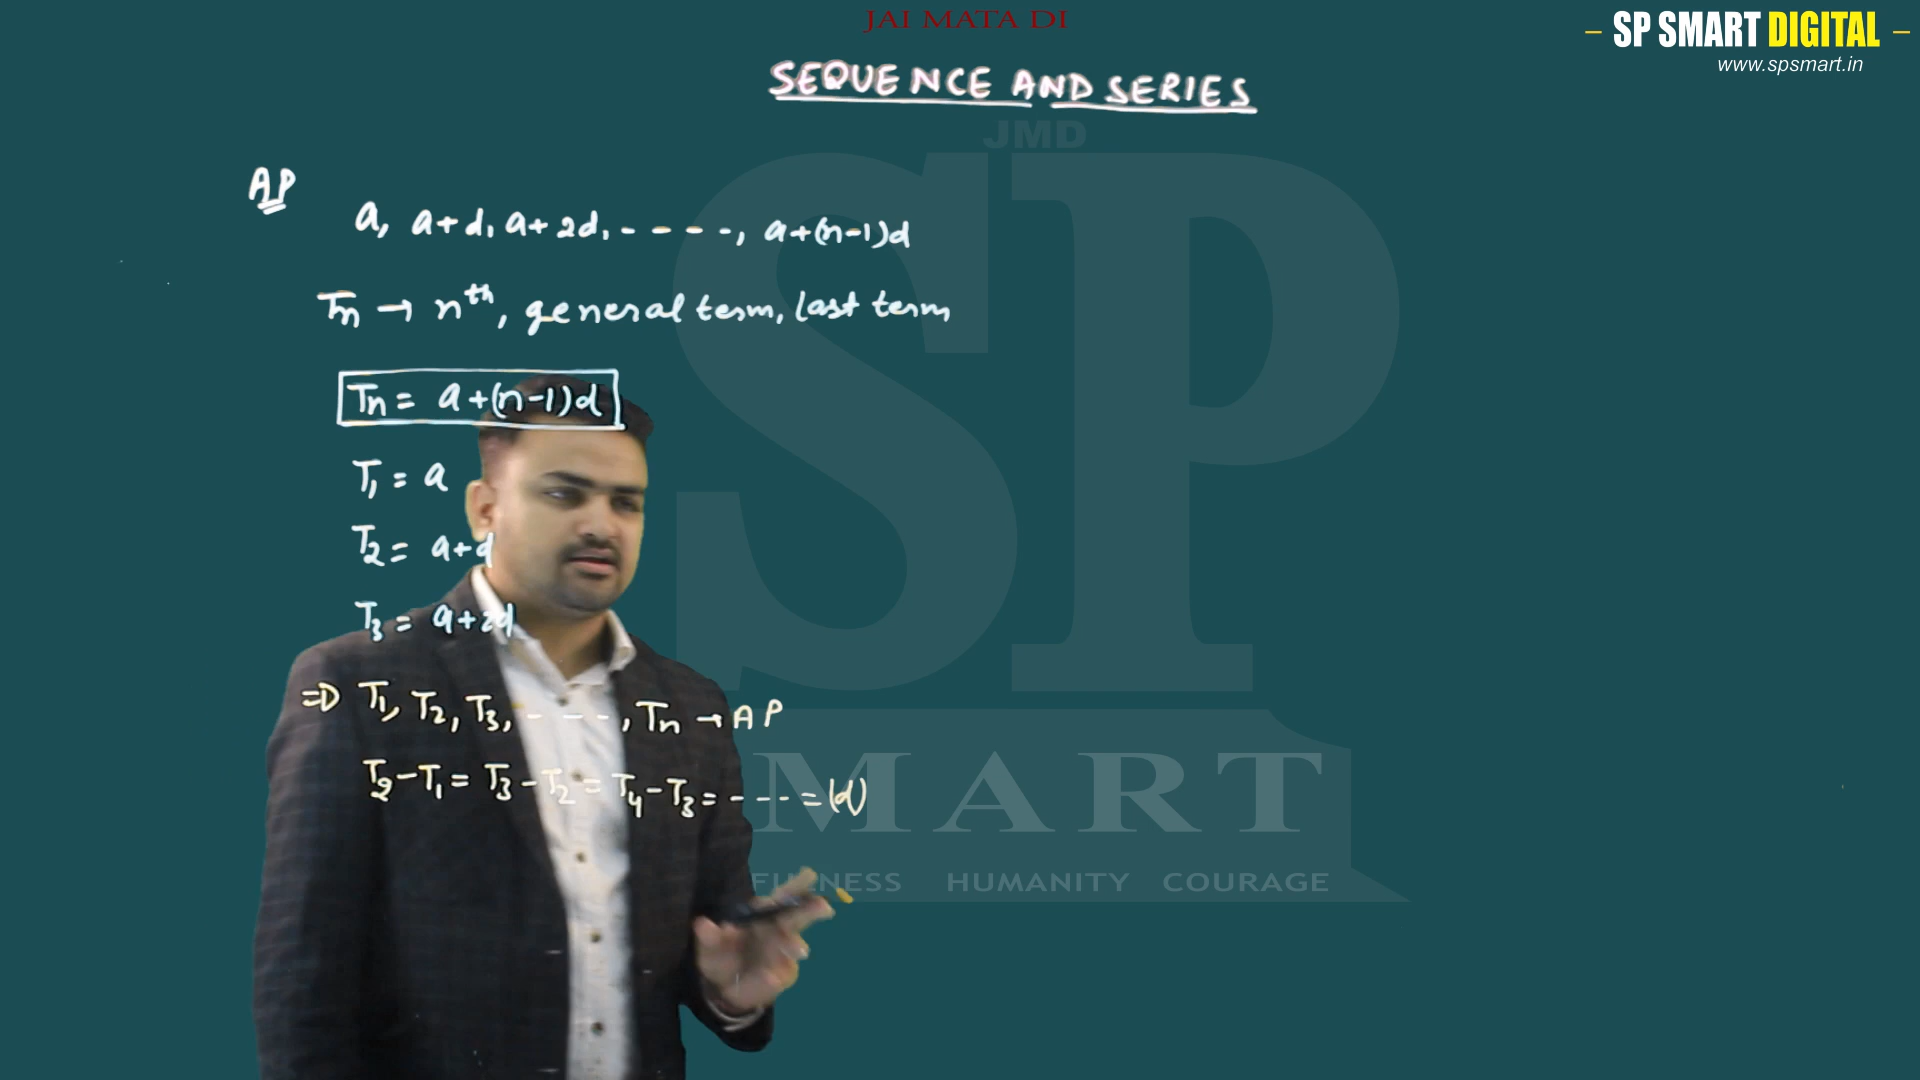 JAI MATA DI
SP SMART DIGITAL
www.spsmart.in
SEQUENCE AND SERIES
JMD
AP
a, a+d, a+2d, - - - - -, a+(n-1)d
Tn → nth, general term, last term
Tn = a+(n-1)d
T1 = a
T2 = a+d
T3 = a+2d
⇒ T1, T2, T3, - - - -, Tn → AP
T2-T1 = T3-T2 = T4-T3 = - - - = (d)
SP
MART
HUMANITY COURAGE